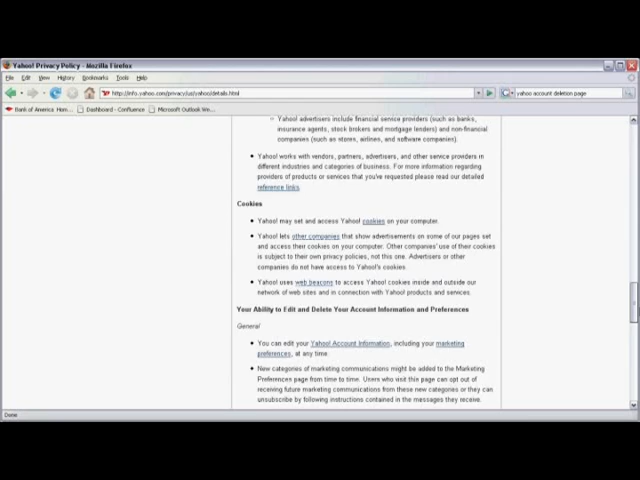 Yahoo! Privacy Policy - Mozilla Firefox
File Edit View History Bookmarks Tools Help
http://info.yahoo.com/privacy/us/yahoo/details.html
yahoo account deletion page
Bank of America Hom... Dashboard - Confluence Microsoft Outlook We...
Yahoo! advertisers include financial service providers (such as banks,
insurance agents, stock brokers and mortgage lenders) and non-financial
companies (such as stores, airlines, and software companies).
Yahoo! works with vendors, partners, advertisers, and other service providers in
different industries and categories of business. For more information regarding
providers of products or services that you've requested please read our detailed
reference links.
Cookies
Yahoo! may set and access Yahoo! cookies on your computer.
Yahoo! lets other companies that show advertisements on some of our pages set
and access their cookies on your computer. Other companies' use of their cookies
is subject to their own privacy policies, not this one. Advertisers or other
companies do not have access to Yahoo!'s cookies.
Yahoo! uses web beacons to access Yahoo! cookies inside and outside our
network of web sites and in connection with Yahoo! products and services.
Your Ability to Edit and Delete Your Account Information and Preferences
General
You can edit your Yahoo! Account Information, including your marketing
preferences, at any time.
New categories of marketing communications might be added to the Marketing
Preferences page from time to time. Users who visit this page can opt out of
receiving future marketing communications from these new categories or they can
unsubscribe by following instructions contained in the messages they receive.
Done